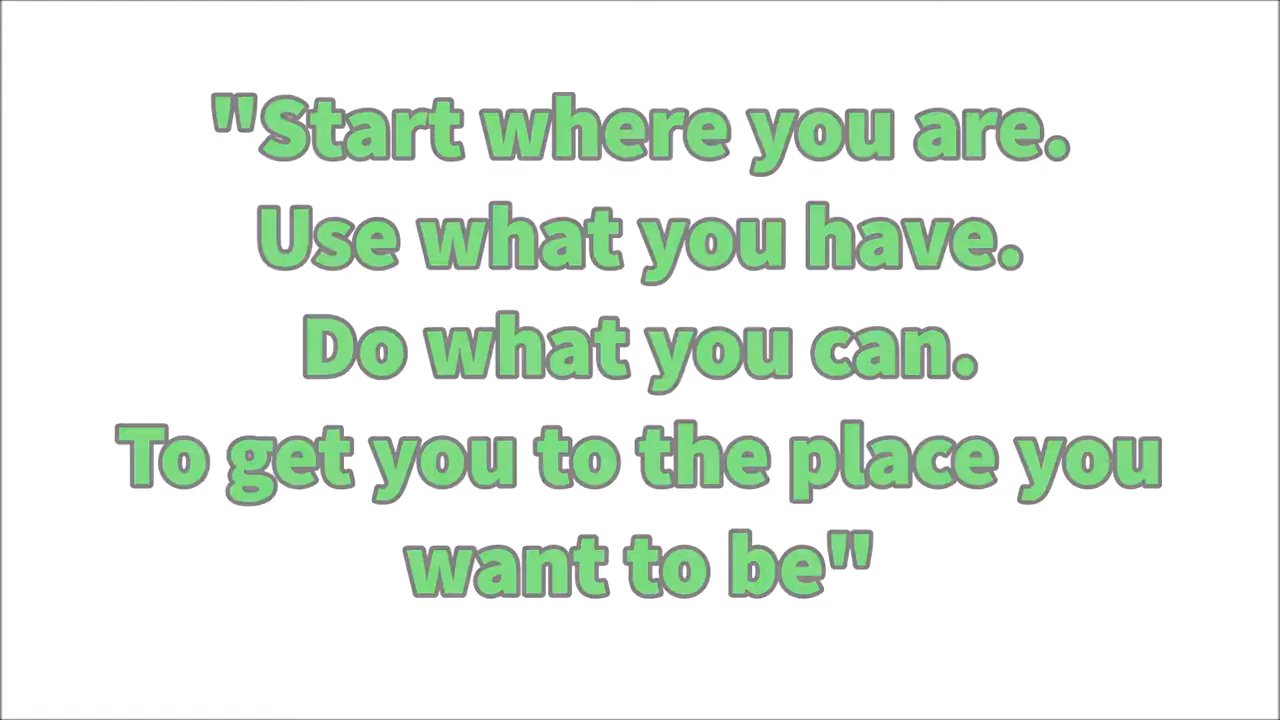 "Start where you are.
Use what you have.
Do what you can.
To get you to the place you
want to be"